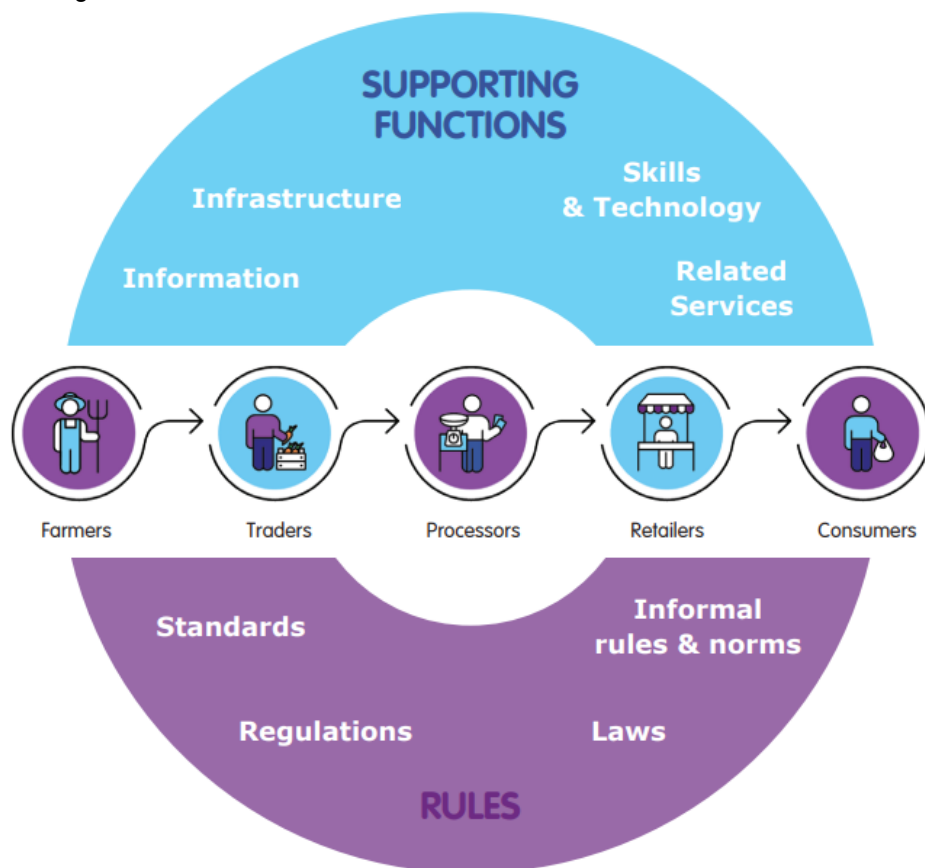 SUPPORTING
FUNCTIONS
Infrastructure
Skills
& Technology
Information
Related
Services
Farmers
Traders
Processors
Retailers
Consumers
Standards
Informal
rules & norms
Regulations
Laws
RULES